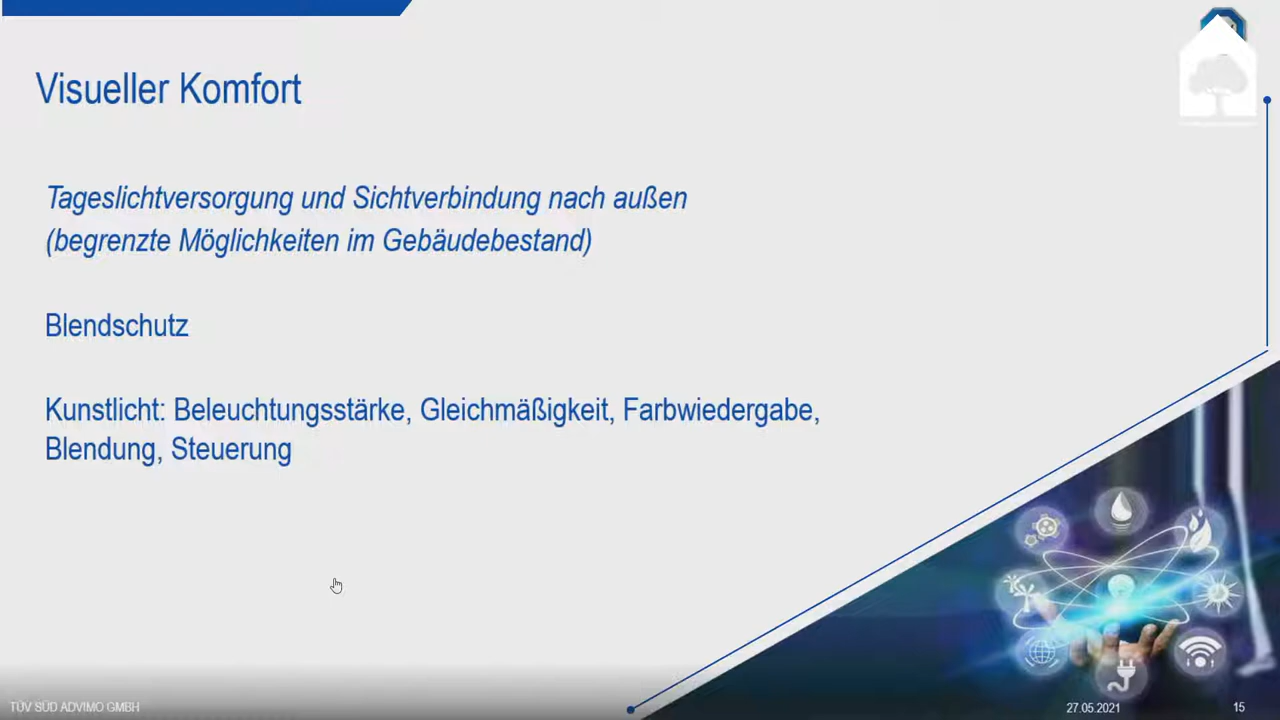 Visueller Komfort
Tageslichtversorgung und Sichtverbindung nach außen
(begrenzte Möglichkeiten im Gebäudebestand)
Blendschutz
Kunstlicht: Beleuchtungsstärke, Gleichmäßigkeit, Farbwiedergabe,
Blendung, Steuerung
TÜV SÜD ADVIMO GMBH
27.05.2021
15